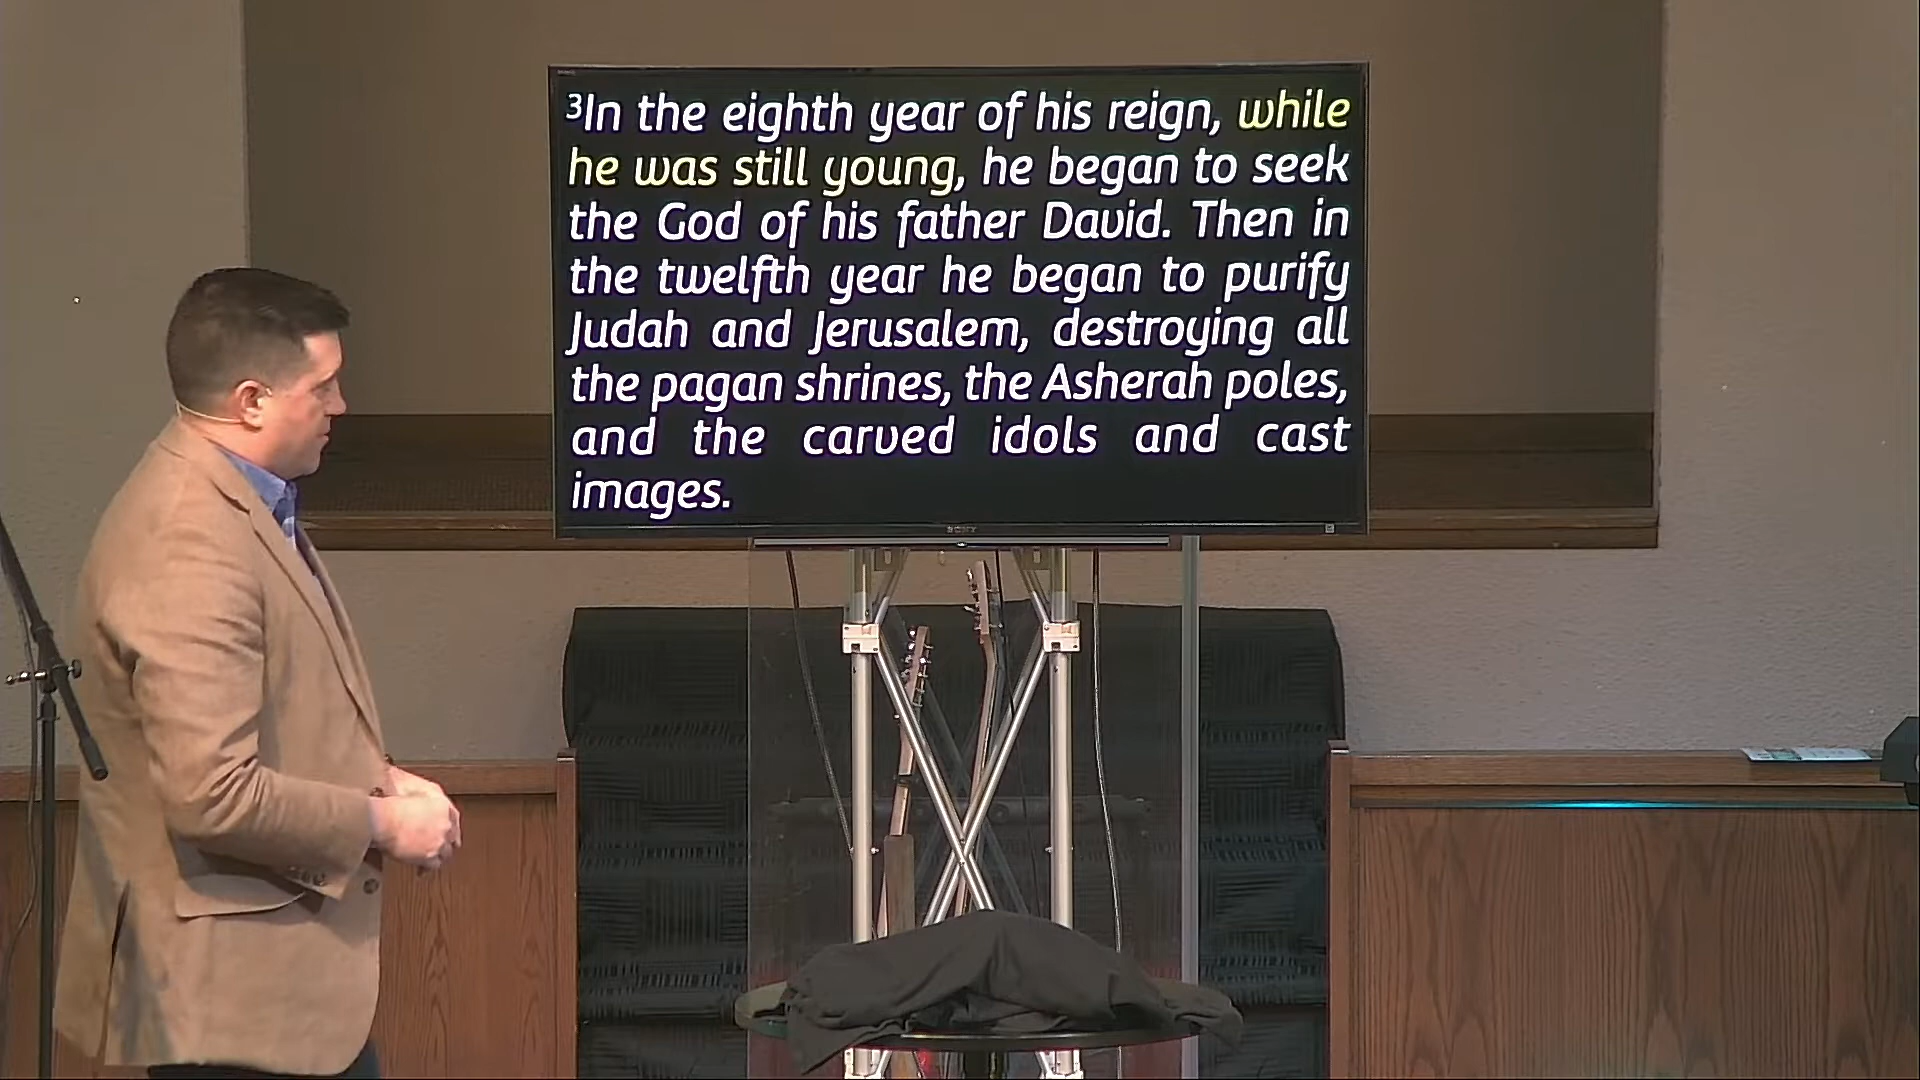 ³In the eighth year of his reign, while
he was still young, he began to seek
the God of his father David. Then in
the twelfth year he began to purify
Judah and Jerusalem, destroying all
the pagan shrines, the Asherah poles,
and the carved idols and cast
images.
SONY